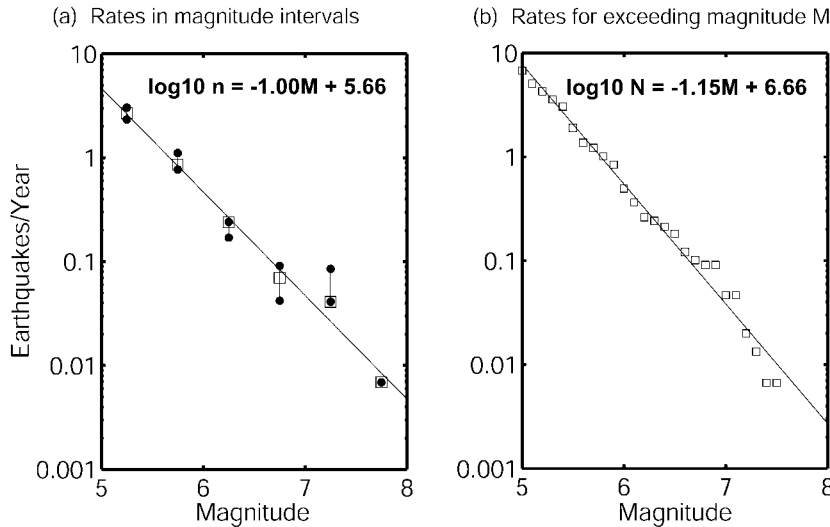 (a) Rates in magnitude intervals
(b) Rates for exceeding magnitude M
10
1
0.1
0.01
0.001
log10 n = -1.00M + 5.66
Earthquakes/Year
5 6 7 8
Magnitude
10
1
0.1
0.01
0.001
log10 N = -1.15M + 6.66
5 6 7 8
Magnitude